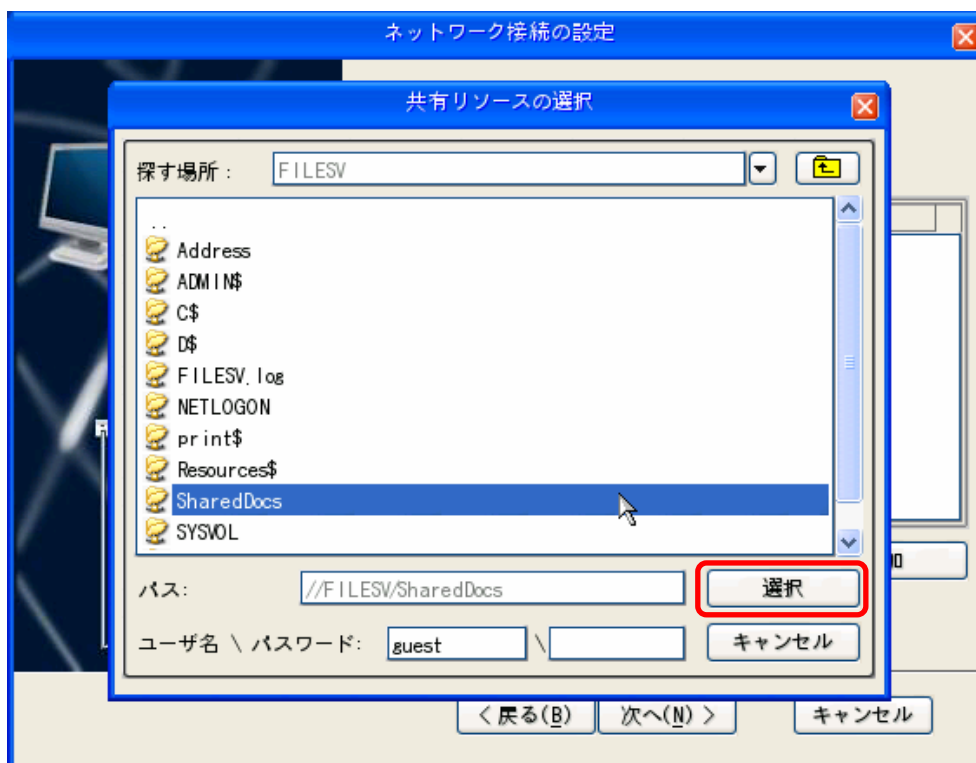 ネットワーク接続の設定
共有リソースの選択
探す場所: FILESV
..
Address
ADMIN$
C$
D$
FILESV.log
NETLOGON
print$
Resources$
SharedDocs
SYSVOL
パス: //FILESV/SharedDocs 選択
ユーザ名 \ パスワード: guest \ キャンセル
< 戻る(B) 次へ(N) > キャンセル